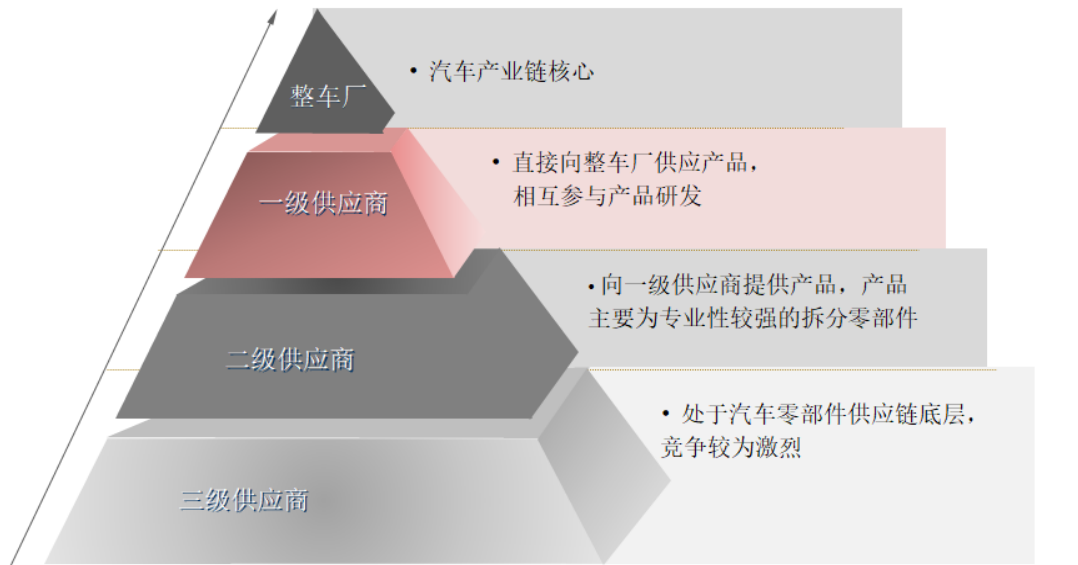 整车厂
• 汽车产业链核心
一级供应商
• 直接向整车厂供应产品，
相互参与产品研发
二级供应商
• 向一级供应商提供产品，产品
主要为专业性较强的拆分零部件
三级供应商
• 处于汽车零部件供应链底层，
竞争较为激烈